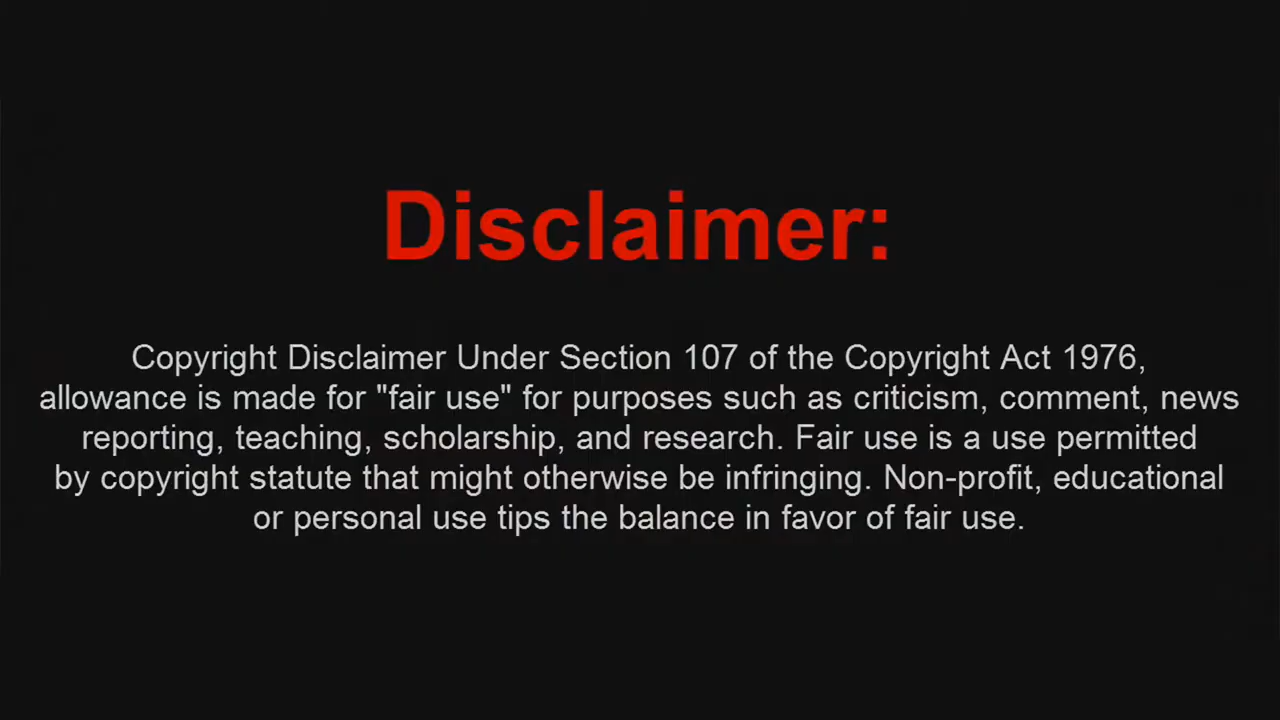 Disclaimer:
Copyright Disclaimer Under Section 107 of the Copyright Act 1976,
allowance is made for "fair use" for purposes such as criticism, comment, news
reporting, teaching, scholarship, and research. Fair use is a use permitted
by copyright statute that might otherwise be infringing. Non-profit, educational
or personal use tips the balance in favor of fair use.